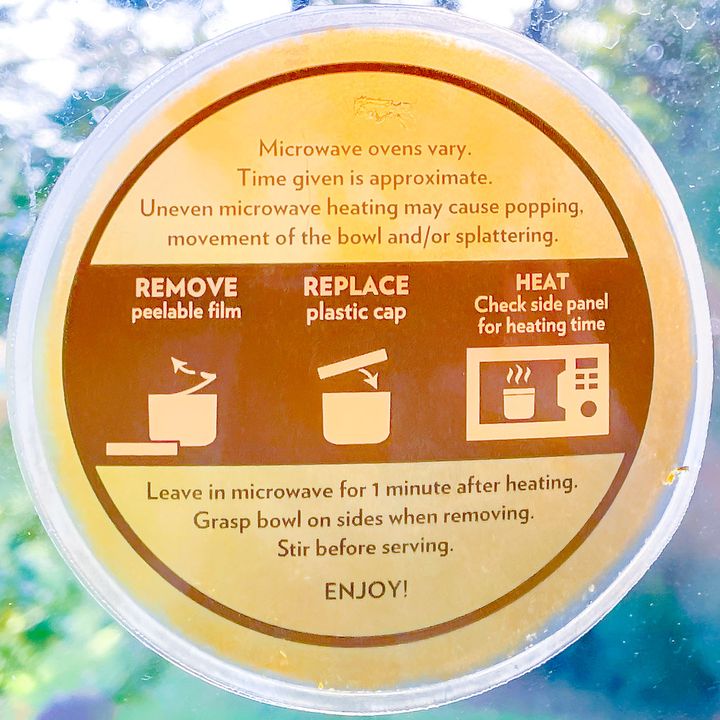 Microwave ovens vary.
Time given is approximate.
Uneven microwave heating may cause popping,
movement of the bowl and/or splattering.
REMOVE
peelable film
REPLACE
plastic cap
HEAT
Check side panel
for heating time
Leave in microwave for 1 minute after heating.
Grasp bowl on sides when removing.
Stir before serving.
ENJOY!